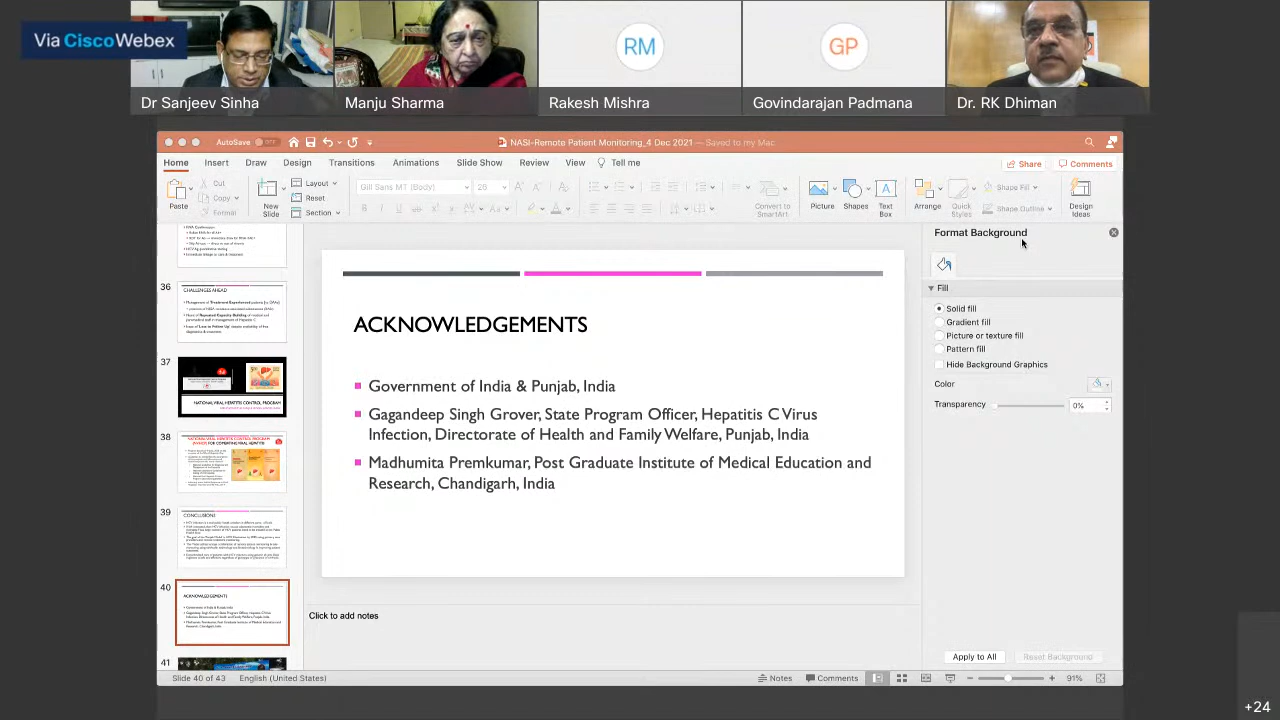 Via Cisco Webex
RM
GP
Dr Sanjeev Sinha
Manju Sharma
Rakesh Mishra
Govindarajan Padmana
Dr. RK Dhiman
AutoSave OFF
NASI-Remote Patient Monitoring_4 Dec 2021 — Saved to my Mac
Home Insert Draw Design Transitions Animations Slide Show Review View Tell me
Share Comments
Paste
Cut
Copy
Format
New Slide
Layout
Reset
Section
Gill Sans MT (Body) 26
Convert to SmartArt
Picture
Shapes
Text Box
Arrange
Quick Styles
Shape Fill
Shape Outline
Design Ideas
36
CHALLENGES AHEAD
37
NATIONAL VIRAL HEPATITIS CONTROL PROGRAM
38
39
CONCLUSIONS
40
ACKNOWLEDGEMENTS
41
ACKNOWLEDGEMENTS
Government of India & Punjab, India
Gagandeep Singh Grover, State Program Officer, Hepatitis C Virus
Infection, Directorate of Health and Family Welfare, Punjab, India
Madhumita Premkumar, Post Graduate Institute of Medical Education and
Research, Chandigarh, India
Click to add notes
Format Background
Fill
Solid fill
Gradient fill
Picture or texture fill
Pattern fill
Hide Background Graphics
Color
Transparency 0%
Apply to All
Reset Background
Slide 40 of 43 English (United States)
Notes Comments 91%
+24